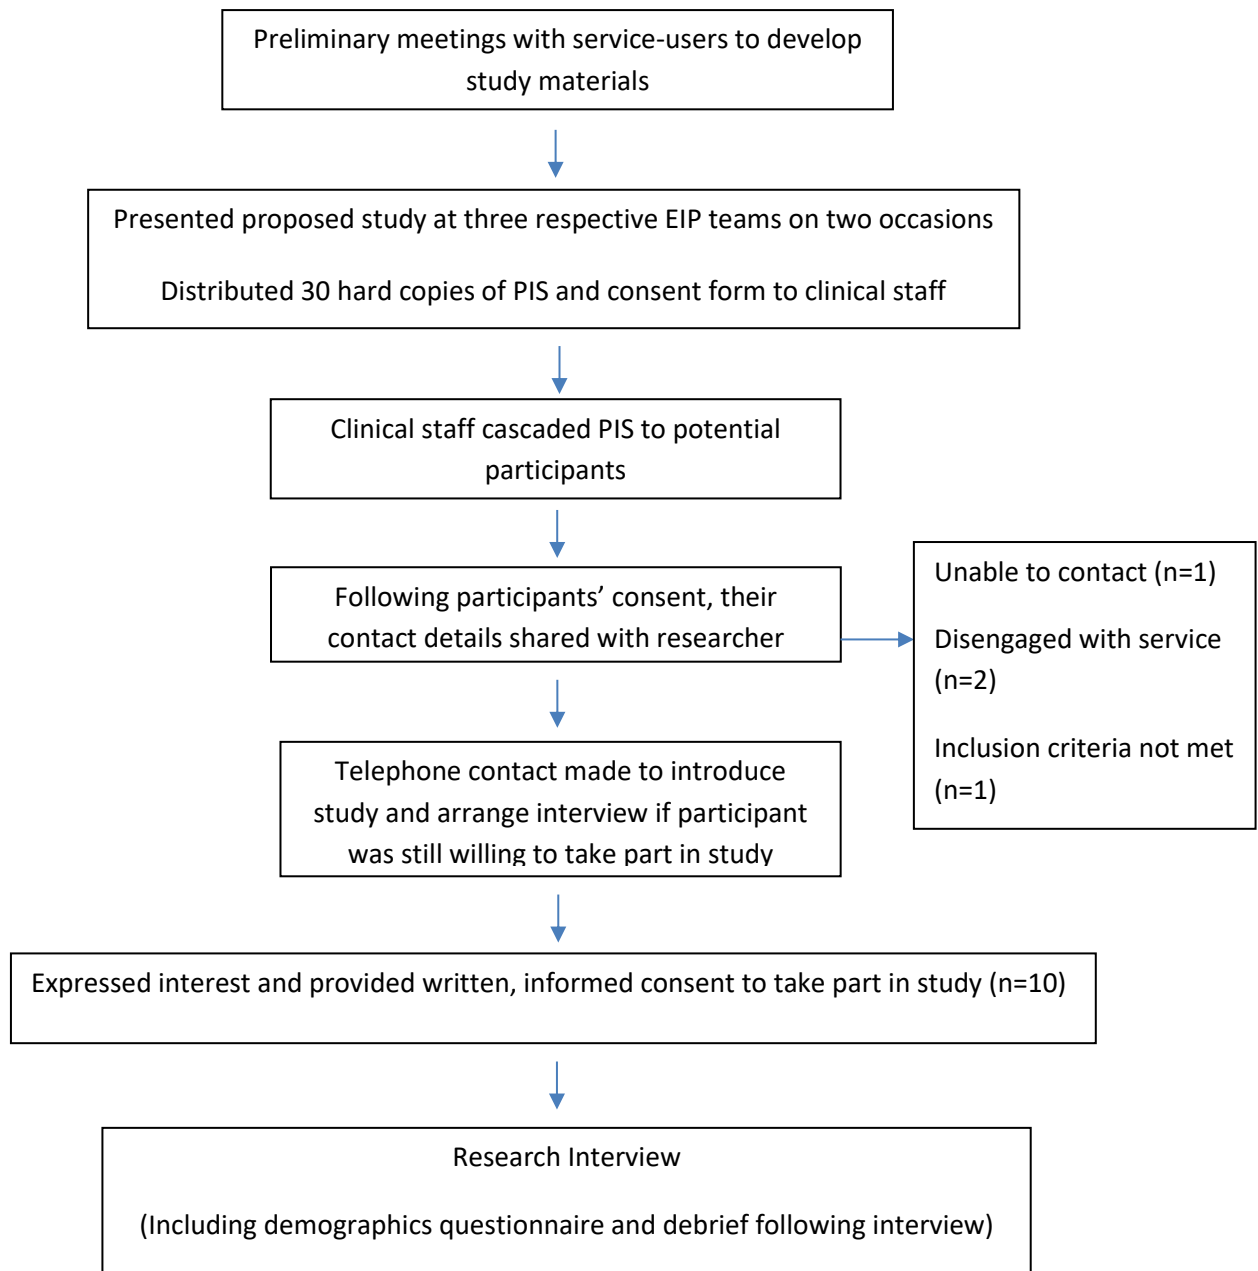 Preliminary meetings with service-users to develop
study materials
Presented proposed study at three respective EIP teams on two occasions
Distributed 30 hard copies of PIS and consent form to clinical staff
Clinical staff cascaded PIS to potential
participants
Following participants’ consent, their
contact details shared with researcher
Unable to contact (n=1)
Disengaged with service
(n=2)
Inclusion criteria not met
(n=1)
Telephone contact made to introduce
study and arrange interview if participant
was still willing to take part in study
Expressed interest and provided written, informed consent to take part in study (n=10)
Research Interview
(Including demographics questionnaire and debrief following interview)